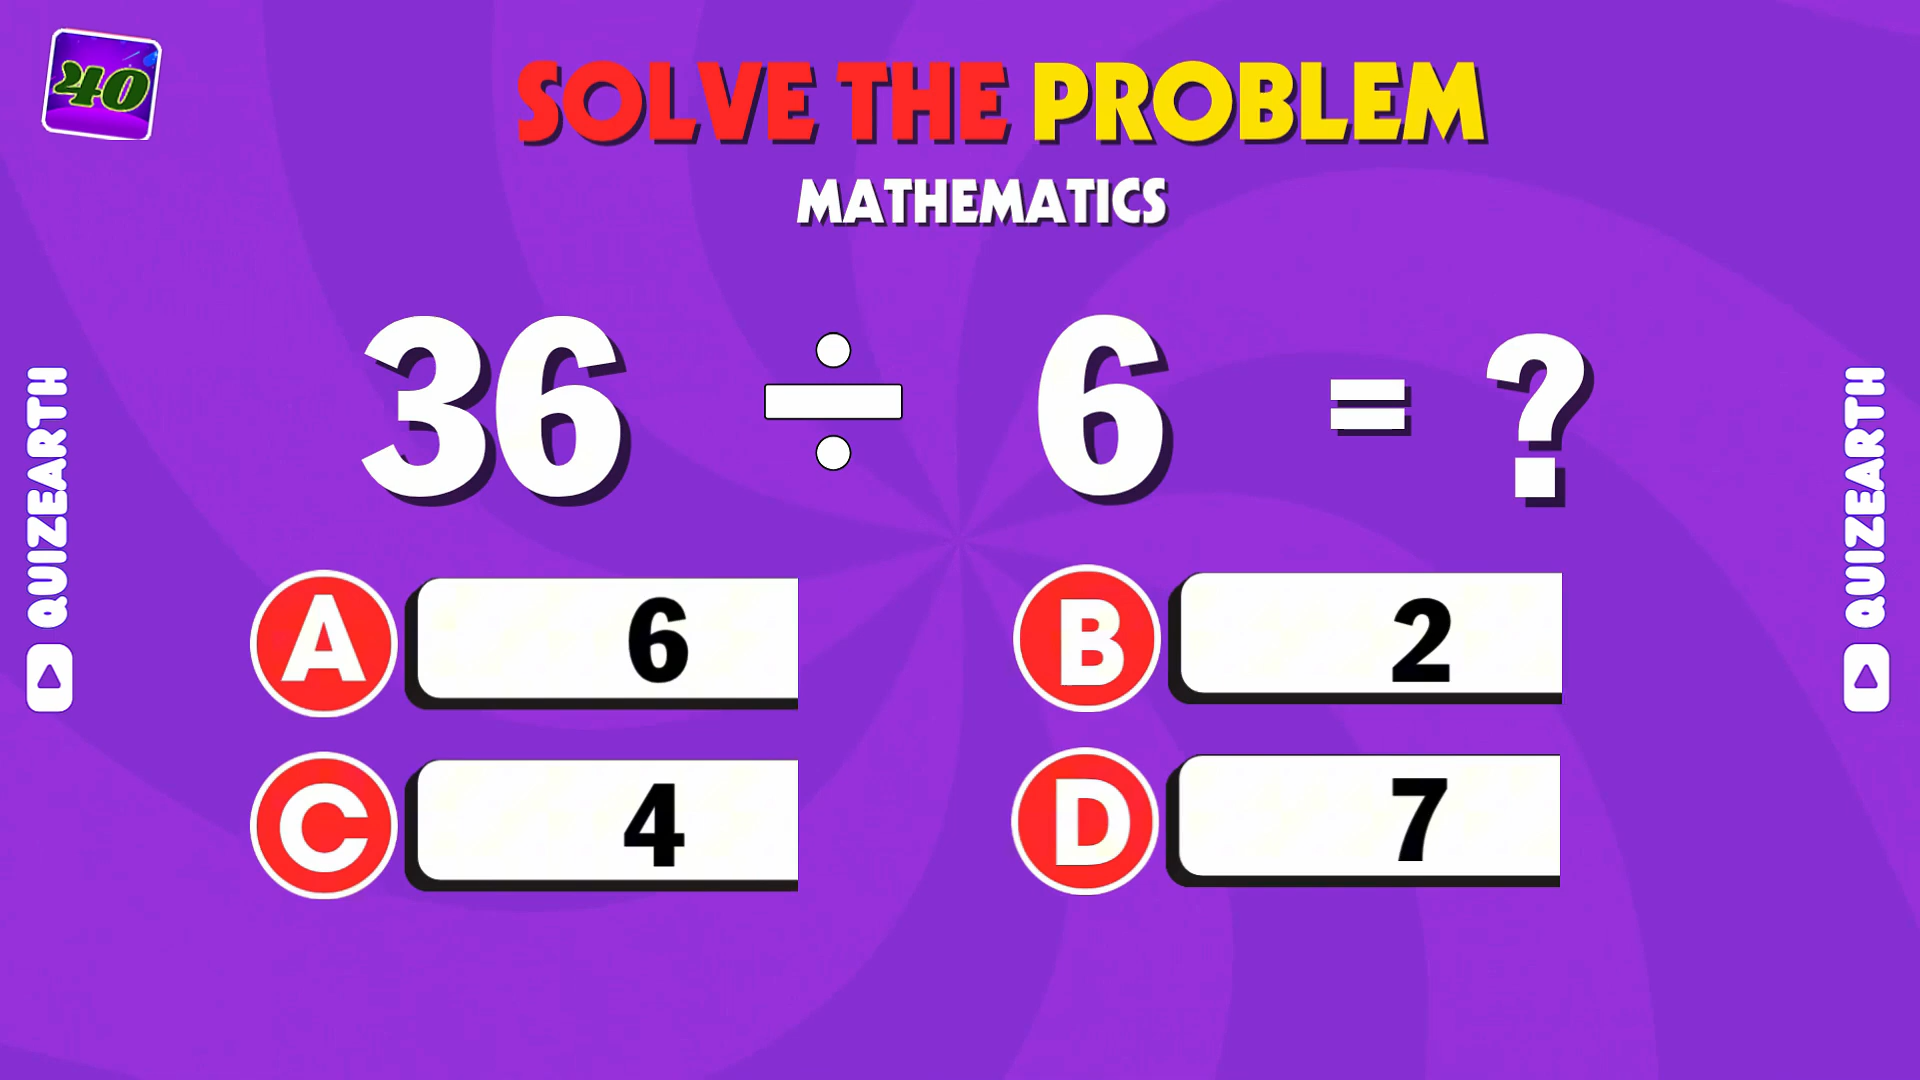 40
SOLVE THE PROBLEM
MATHEMATICS
36 ÷ 6 = ?
A 6
B 2
C 4
D 7
QUIZEARTH
QUIZEARTH